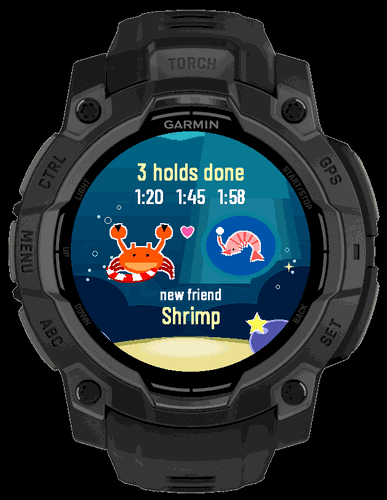 TORCH
GARMIN
CTRL
LIGHT
GPS
START/STOP
3 holds done
1:20 1:45 1:58
UP
MENU
new friend
Shrimp
DOWN
ABC
BACK
SET